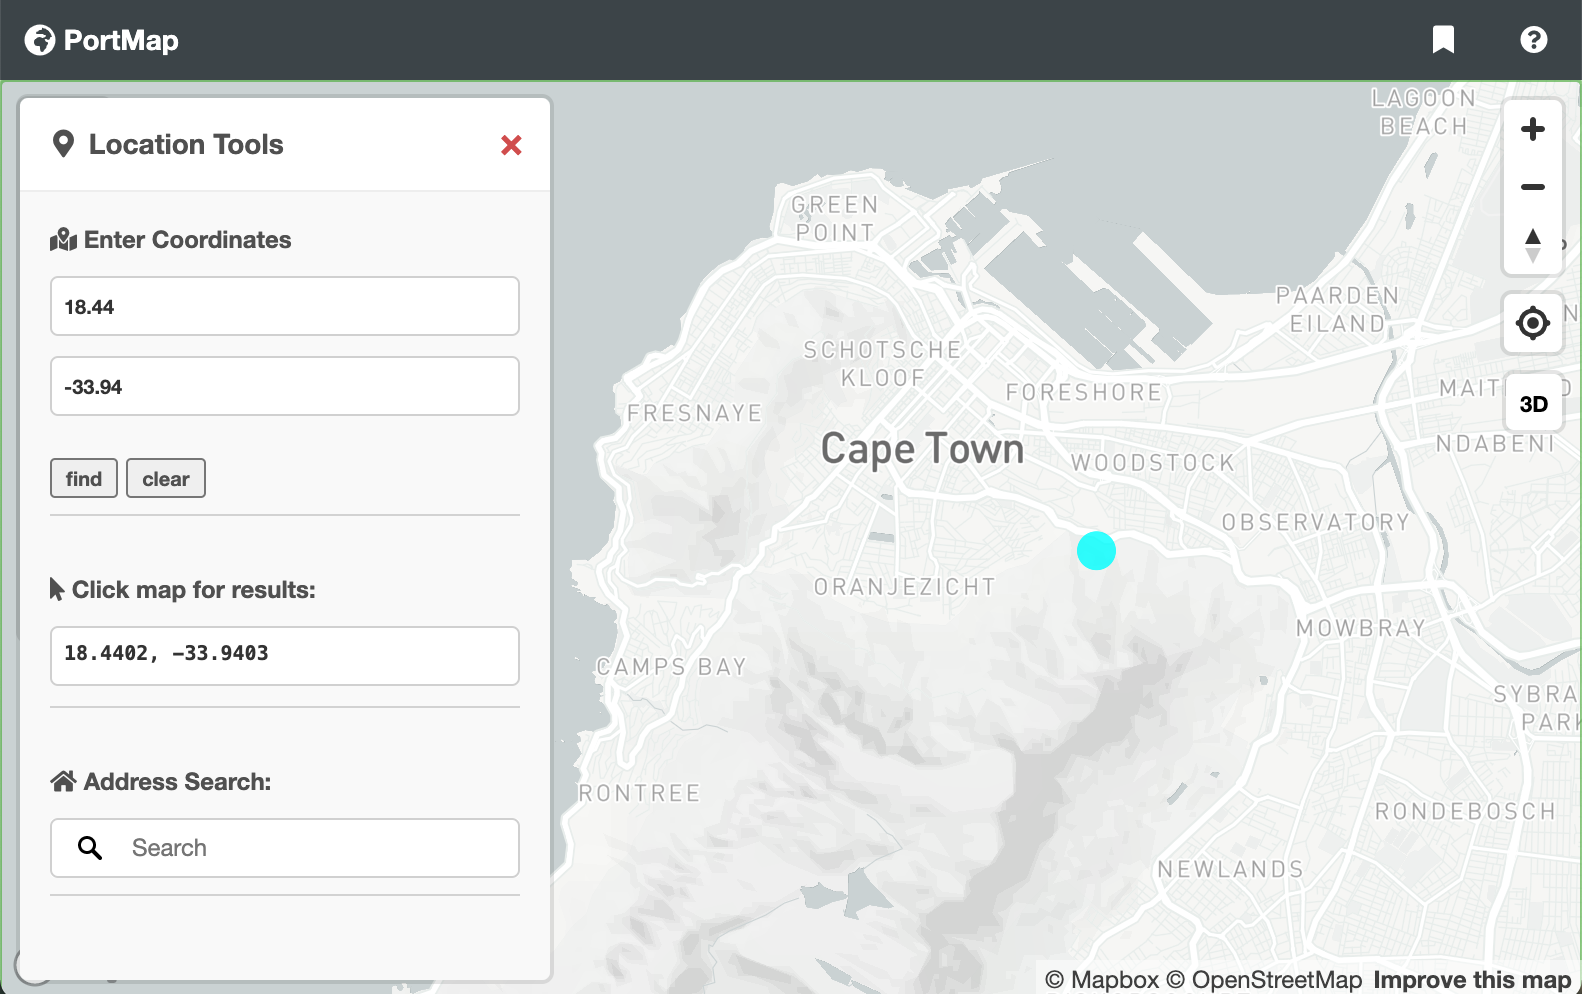 PortMap
Location Tools
Enter Coordinates
18.44
-33.94
find
clear
Click map for results:
18.4402, -33.9403
Address Search:
Search
LAGOON
BEACH
GREEN
POINT
PAARDEN
EILAND
SCHOTSCHE
KLOOF
FORESHORE
FRESNAYE
MAIT
3D
Cape Town
NDABENI
WOODSTOCK
OBSERVATORY
ORANJEZICHT
MOWBRAY
CAMPS BAY
SYBRA
PARK
RONTREE
RONDEBOSCH
NEWLANDS
© Mapbox © OpenStreetMap Improve this map